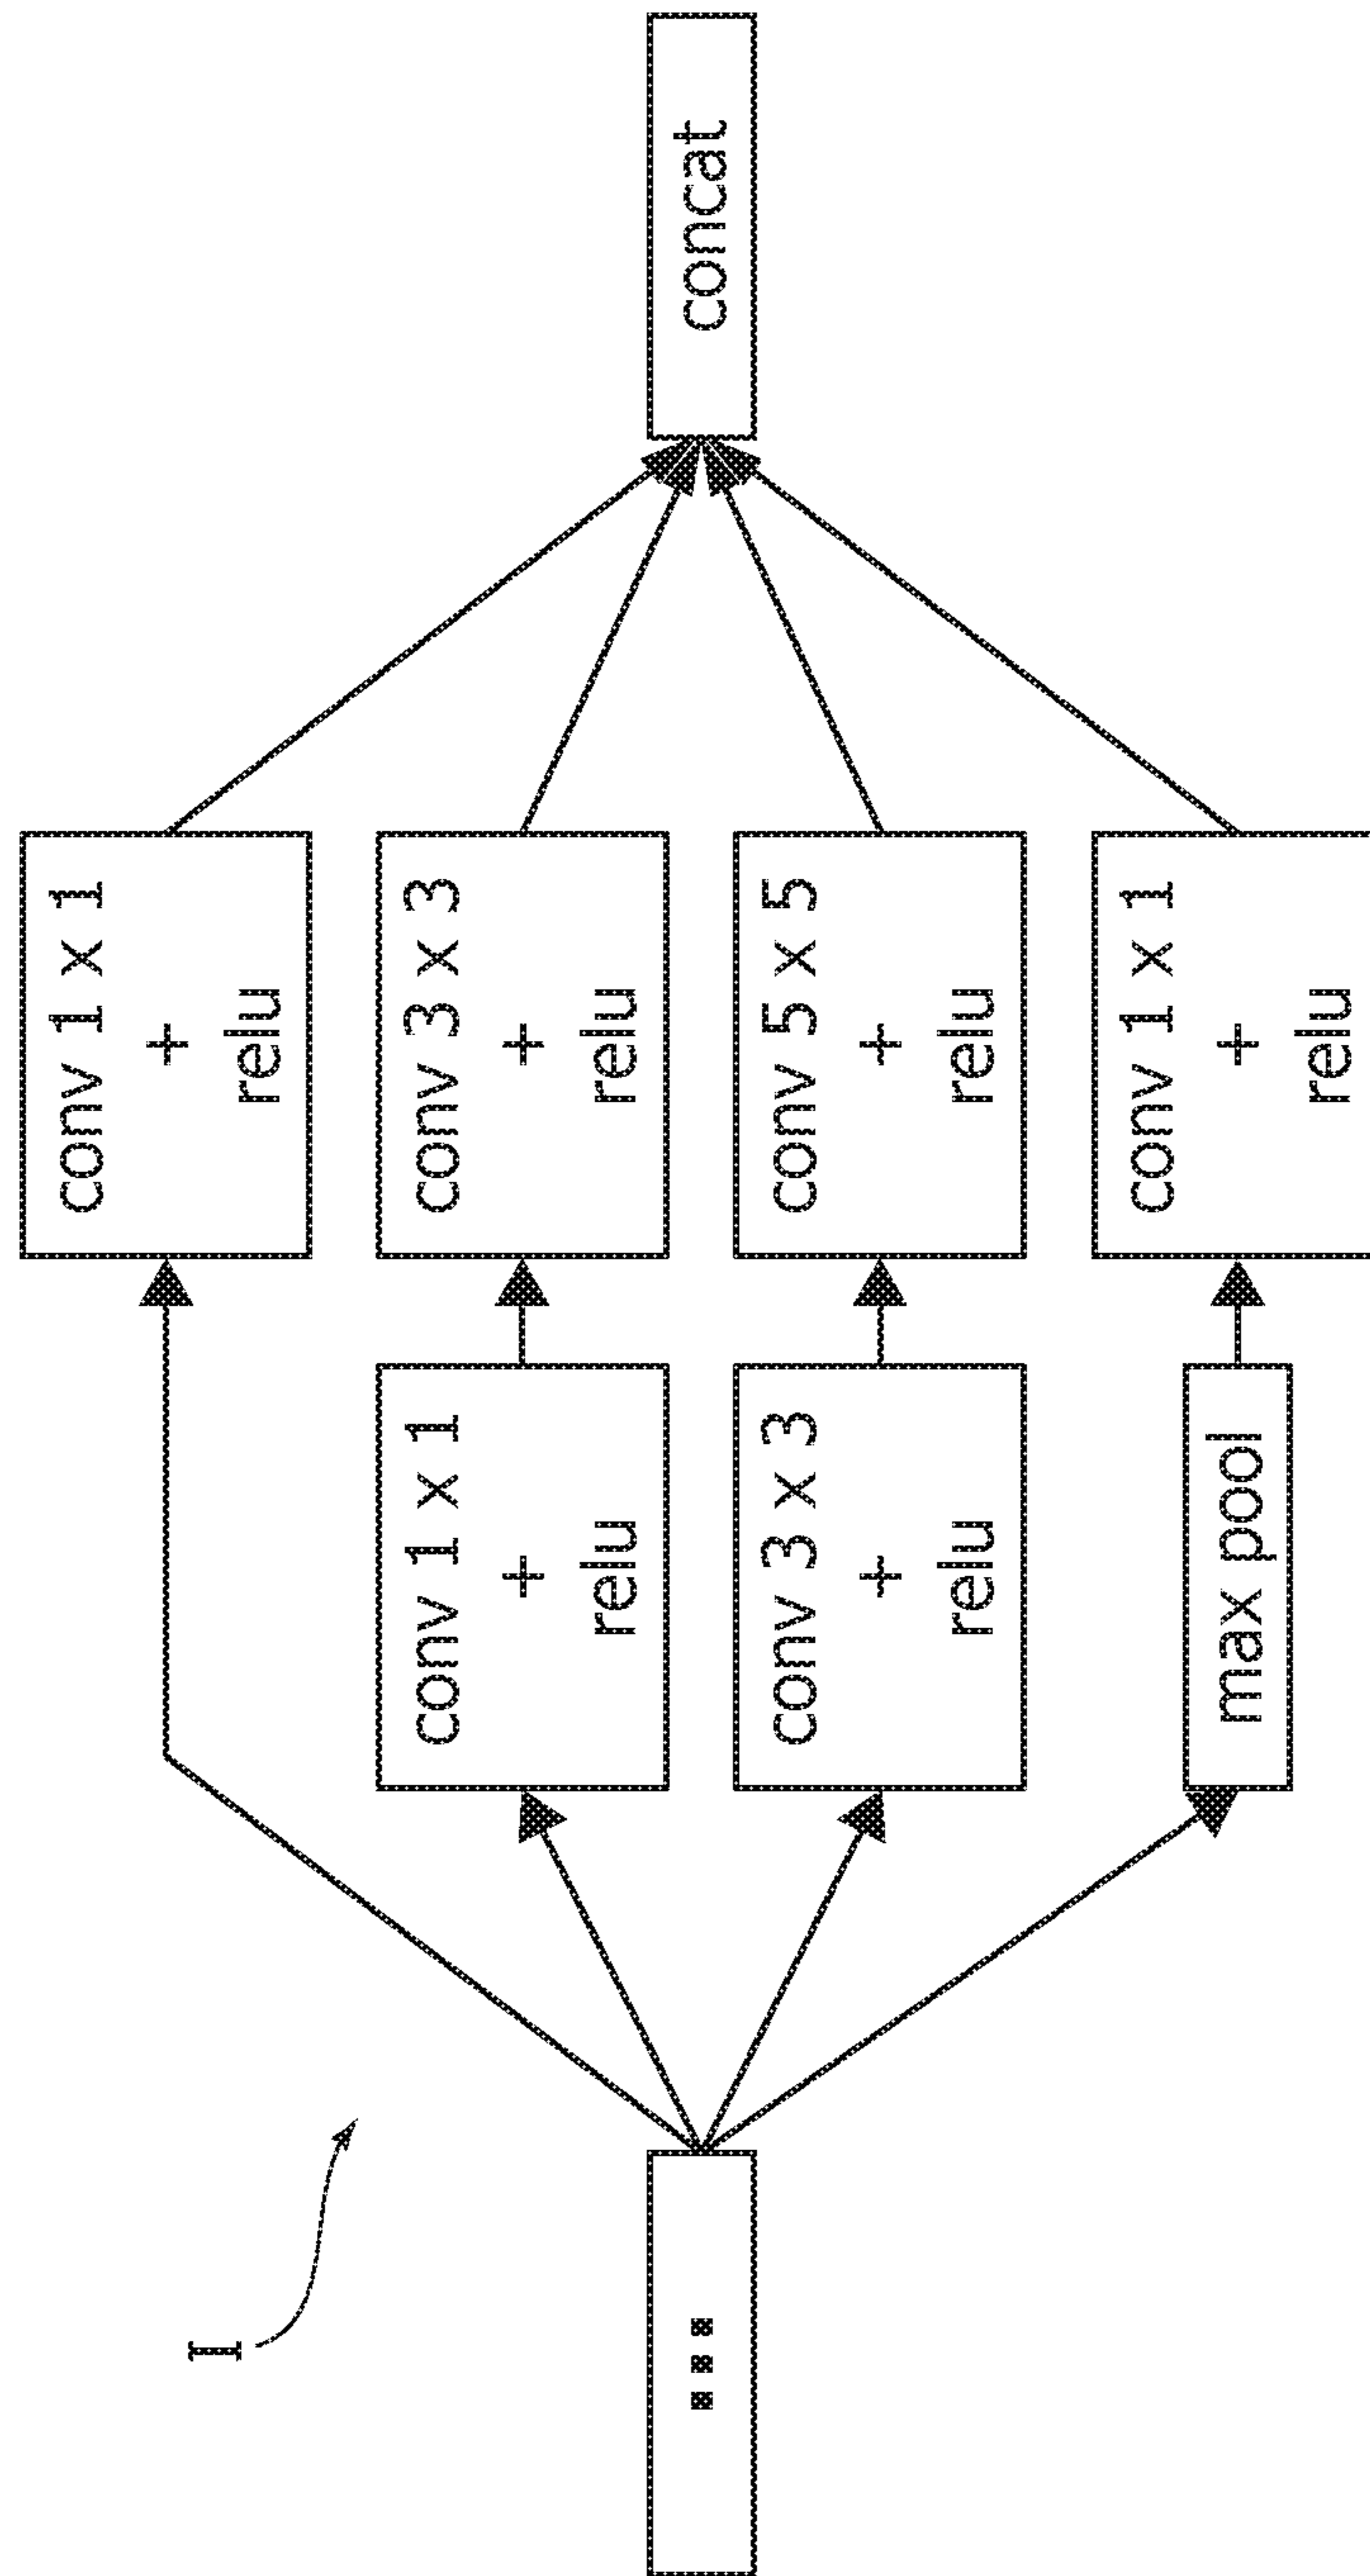 I
...
conv 1 x 1
+
relu
conv 1 x 1
+
relu
conv 3 x 3
+
relu
conv 3 x 3
+
relu
conv 5 x 5
+
relu
max pool
conv 1 x 1
+
relu
concat